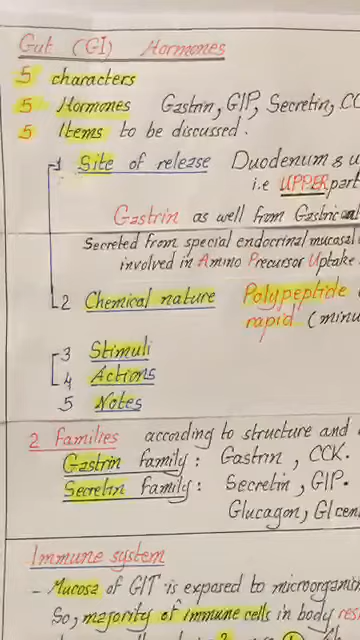 Gut (GI) Hormones
5 characters
5 Hormones Gastrin, GIP, Secretin, CC
5 Items to be discussed.
1 Site of release Duodenum & u
i.e UPPER part
Gastrin as well from Gastric
Secreted from special endocrinal mucosal
involved in Amino Precursor Uptake
2 Chemical nature Polypeptide
rapid (minu
3 Stimuli
4 Actions
5 Notes
2 Families according to structure and
Gastrin family: Gastrin, CCK.
Secretin family: Secretin, GIP.
Glucagon, Glicen
Immune system
- Mucosa of GIT is exposed to microorganism
So, majority of immune cells in body res